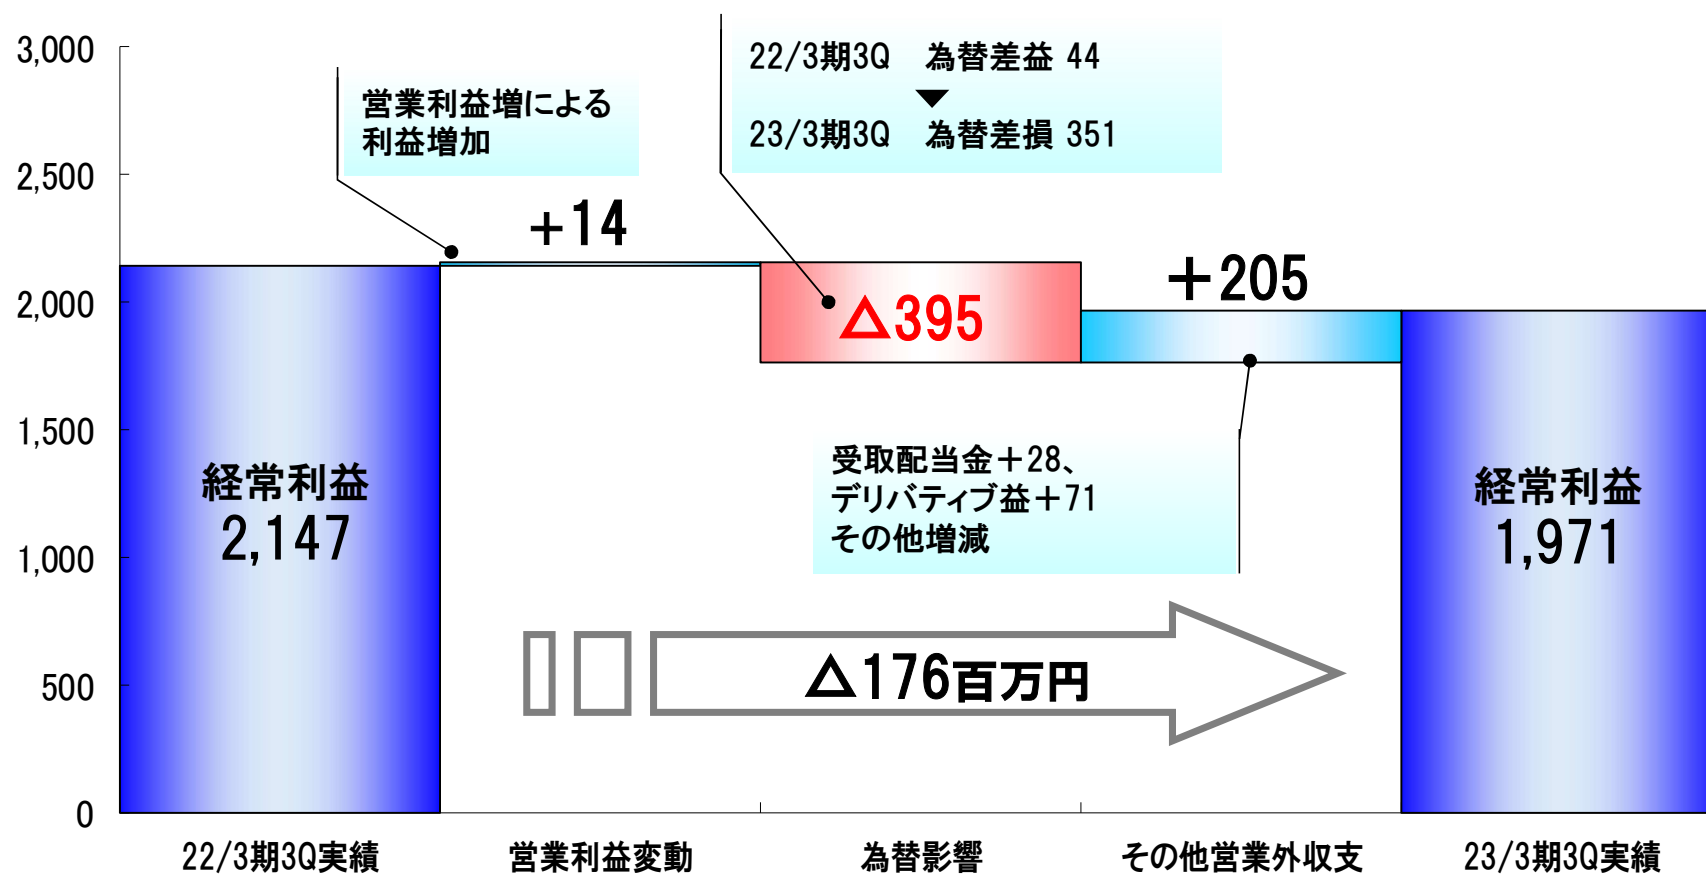 3,000
2,500
2,000
1,500
1,000
500
0
営業利益増による
利益増加
22/3期3Q 為替差益 44
▼
23/3期3Q 為替差損 351
+14
△395
+205
受取配当金+28、
デリバティブ益+71
その他増減
経常利益
2,147
経常利益
1,971
△176百万円
22/3期3Q実績
営業利益変動
為替影響
その他営業外収支
23/3期3Q実績